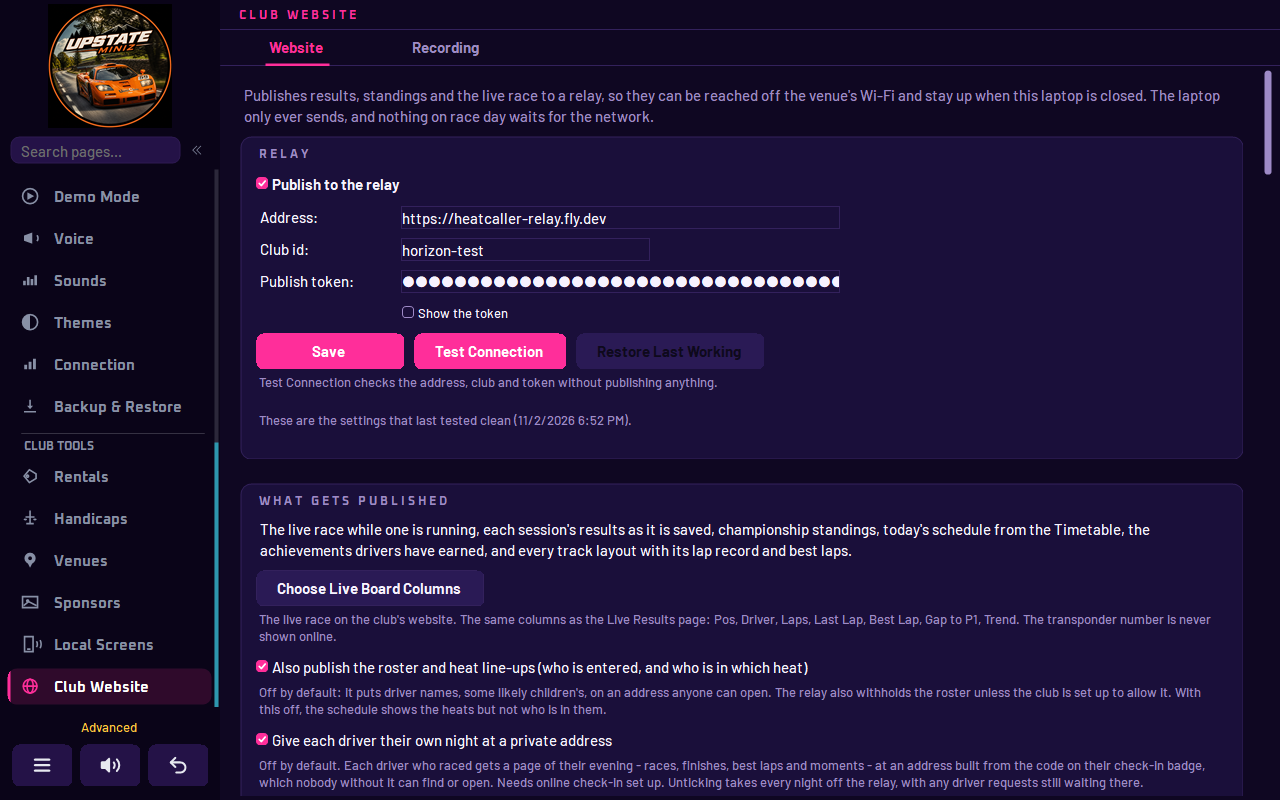 UPSTATE
MINIZ
Search pages...
Demo Mode
Voice
Sounds
Themes
Connection
Backup & Restore
CLUB TOOLS
Rentals
Handicaps
Venues
Sponsors
Local Screens
Club Website
Advanced
CLUB WEBSITE
Website
Recording
Publishes results, standings and the live race to a relay, so they can be reached off the venue's Wi-Fi and stay up when this laptop is closed. The laptop
only ever sends, and nothing on race day waits for the network.
RELAY
Publish to the relay
Address:
https://heatcaller-relay.fly.dev
Club id:
horizon-test
Publish token:
Show the token
Save
Test Connection
Restore Last Working
Test Connection checks the address, club and token without publishing anything.
These are the settings that last tested clean (11/2/2026 6:52 PM).
WHAT GETS PUBLISHED
The live race while one is running, each session's results as it is saved, championship standings, today's schedule from the Timetable, the
achievements drivers have earned, and every track layout with its lap record and best laps.
Choose Live Board Columns
The live race on the club's website. The same columns as the Live Results page: Pos, Driver, Laps, Last Lap, Best Lap, Gap to P1, Trend. The transponder number is never
shown online.
Also publish the roster and heat line-ups (who is entered, and who is in which heat)
Off by default: it puts driver names, some likely children's, on an address anyone can open. The relay also withholds the roster unless the club is set up to allow it. With
this off, the schedule shows the heats but not who is in them.
Give each driver their own night at a private address
Off by default. Each driver who raced gets a page of their evening - races, finishes, best laps and moments - at an address built from the code on their check-in badge,
which nobody without it can find or open. Needs online check-in set up. Unticking takes every night off the relay, with any driver requests still waiting there.